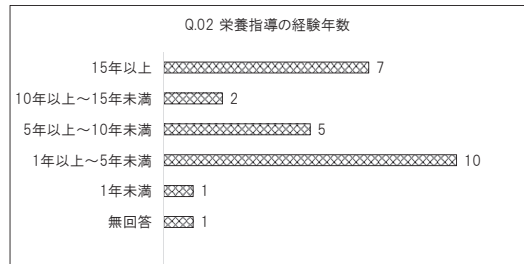 Q.02 栄養指導の経験年数
15年以上 7
10年以上～15年未満 2
5年以上～10年未満 5
1年以上～5年未満 10
1年未満 1
無回答 1